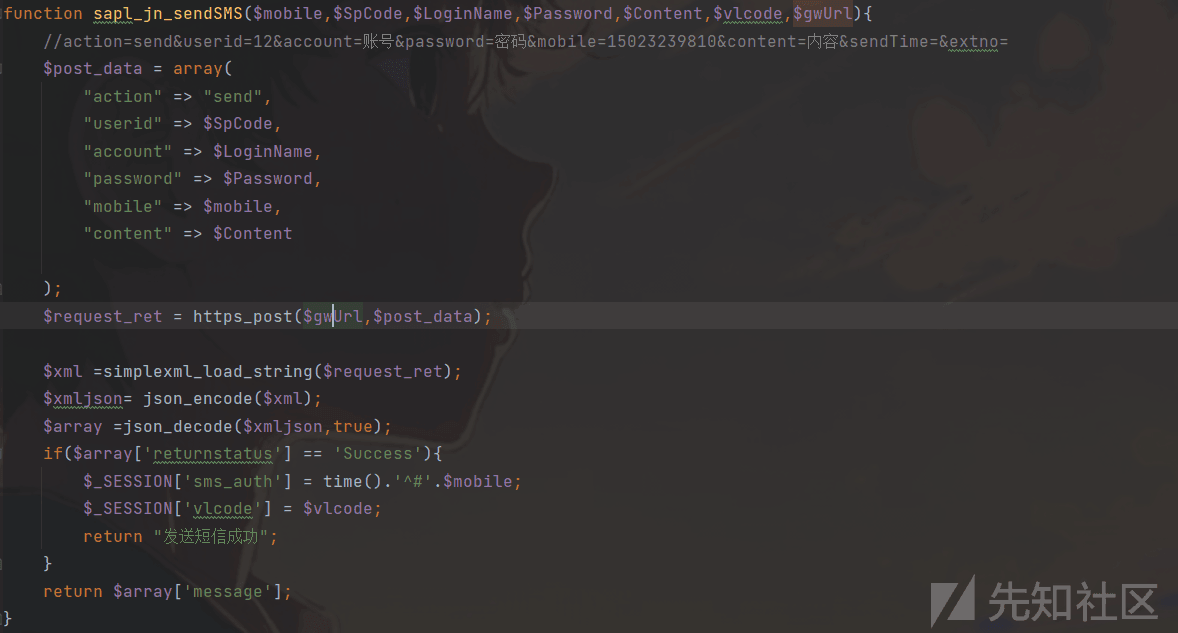 function sapl_jn_sendSMS($mobile,$SpCode,$LoginName,$Password,$Content,$vlcode,$gwUrl){
    //action=send&userid=12&account=账号&password=密码&mobile=15023239810&content=内容&sendTime=&extno=
    $post_data = array(
        "action" => "send",
        "userid" => $SpCode,
        "account" => $LoginName,
        "password" => $Password,
        "mobile" => $mobile,
        "content" => $Content
    );
    $request_ret = https_post($gwUrl,$post_data);
    $xml =simplexml_load_string($request_ret);
    $xmljson= json_encode($xml);
    $array =json_decode($xmljson,true);
    if($array['returnstatus'] == 'Success'){
        $_SESSION['sms_auth'] = time().'^#'.$mobile;
        $_SESSION['vlcode'] = $vlcode;
        return "发送短信成功";
    }
    return $array['message'];
}
先知社区